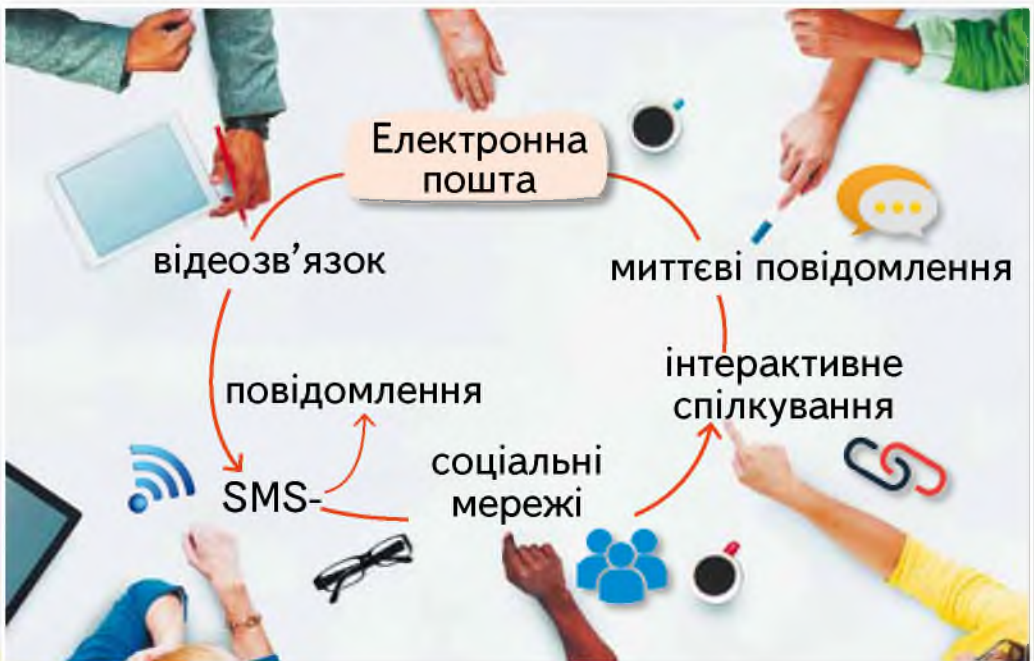 Електронна
пошта
відеозв’язок
миттєві повідомлення
повідомлення
інтерактивне
спілкування
SMS-
соціальні
мережі